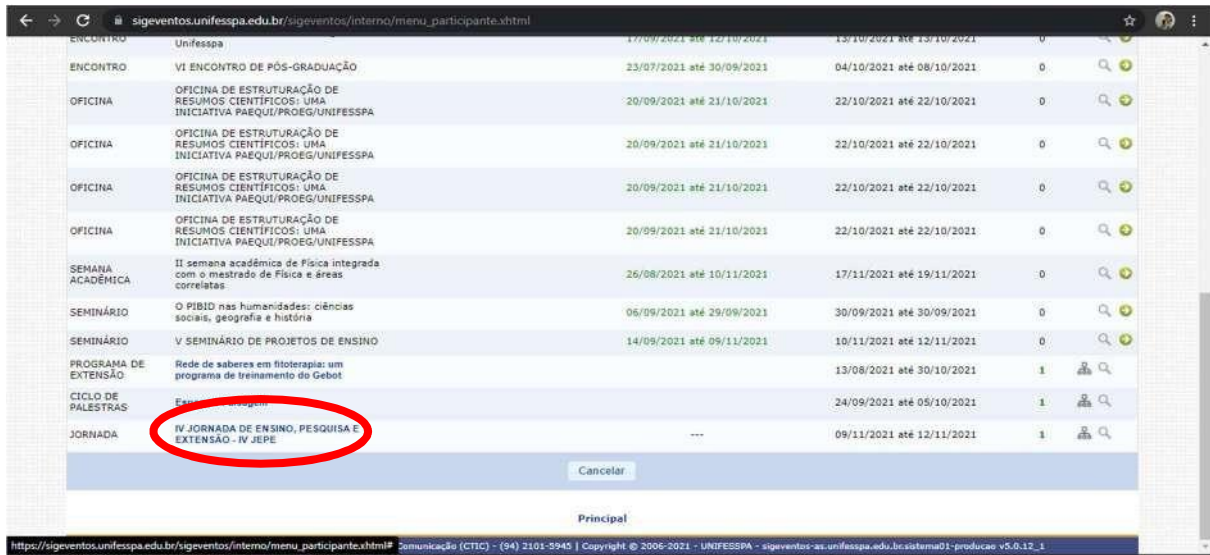 sigeventos.unifesspa.edu.br/sigeventos/interno/menu_participante.xhtml
ENCONTRO Unifesspa 17/09/2021 até 12/10/2021 13/10/2021 até 13/10/2021 0
ENCONTRO VI ENCONTRO DE PÓS-GRADUAÇÃO 23/07/2021 até 30/09/2021 04/10/2021 até 08/10/2021 0
OFICINA DE ESTRUTURAÇÃO DE
OFICINA RESUMOS CIENTÍFICOS: UMA 20/09/2021 até 21/10/2021 22/10/2021 até 22/10/2021 0
INICIATIVA PAEQUI/PROEG/UNIFESSPA
OFICINA DE ESTRUTURAÇÃO DE
OFICINA RESUMOS CIENTÍFICOS: UMA 20/09/2021 até 21/10/2021 22/10/2021 até 22/10/2021 0
INICIATIVA PAEQUI/PROEG/UNIFESSPA
OFICINA DE ESTRUTURAÇÃO DE
OFICINA RESUMOS CIENTÍFICOS: UMA 20/09/2021 até 21/10/2021 22/10/2021 até 22/10/2021 0
INICIATIVA PAEQUI/PROEG/UNIFESSPA
OFICINA DE ESTRUTURAÇÃO DE
OFICINA RESUMOS CIENTÍFICOS: UMA 20/09/2021 até 21/10/2021 22/10/2021 até 22/10/2021 0
INICIATIVA PAEQUI/PROEG/UNIFESSPA
SEMANA II semana acadêmica de Física integrada
ACADÊMICA com o mestrado de Física e áreas 26/08/2021 até 10/11/2021 17/11/2021 até 19/11/2021 0
correlatas
SEMINÁRIO O PIBID nas humanidades: ciências 06/09/2021 até 29/09/2021 30/09/2021 até 30/09/2021 0
sociais, geografia e história
SEMINÁRIO V SEMINÁRIO DE PROJETOS DE ENSINO 14/09/2021 até 09/11/2021 10/11/2021 até 12/11/2021 0
PROGRAMA DE Rede de saberes em fitoterapia: um 13/08/2021 até 30/10/2021 1
EXTENSÃO programa de treinamento do Gebot
CICLO DE 24/09/2021 até 05/10/2021 1
PALESTRAS
JORNADA IV JORNADA DE ENSINO, PESQUISA E --- 09/11/2021 até 12/11/2021 1
EXTENSÃO - IV JEPE
Cancelar
Principal
https://sigeventos.unifesspa.edu.br/sigeventos/interno/menu_participante.xhtml# Comunicação (CTIC) - (94) 2101-5945 | Copyright © 2006-2021 - UNIFESSPA - sigeventos-as.unifesspa.edu.br.sistema01-producao v5.0.12_1